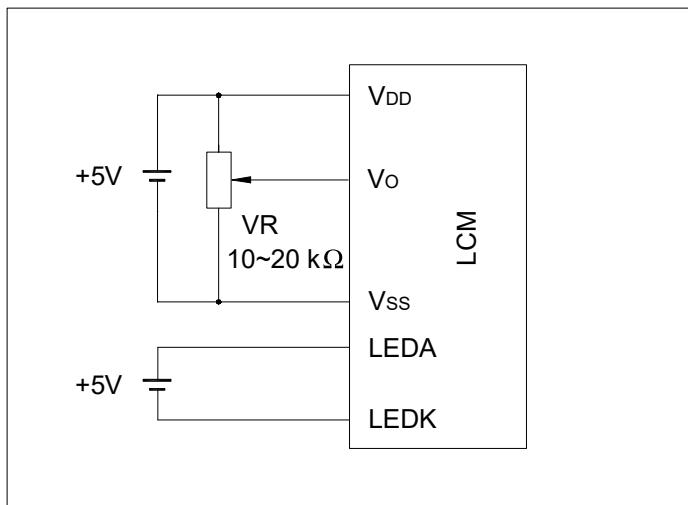 VDD
+5V
VO
VR
10~20 kΩ
LCM
VSS
LEDA
+5V
LEDK